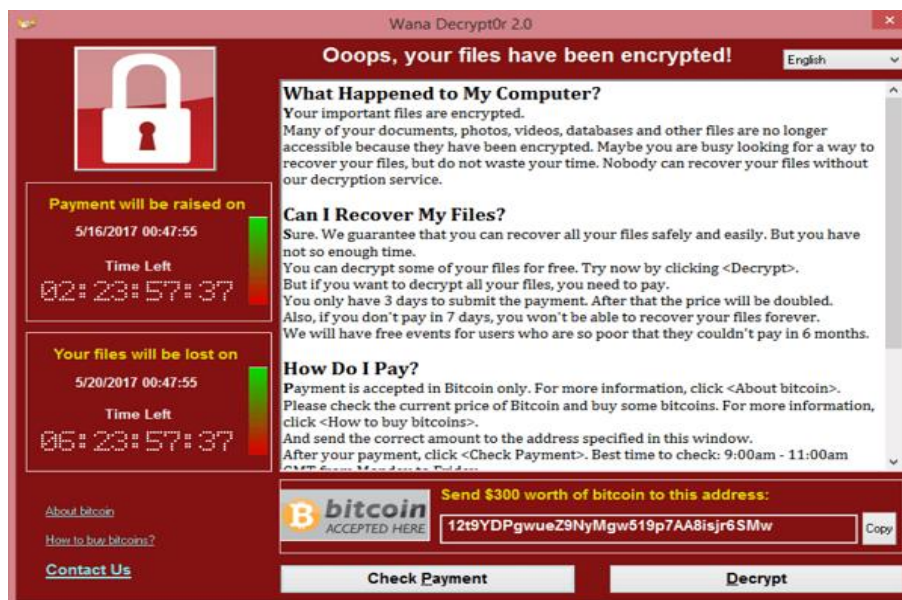 Wana Decrypt0r 2.0
Ooops, your files have been encrypted!
English
What Happened to My Computer?
Your important files are encrypted.
Many of your documents, photos, videos, databases and other files are no longer
accessible because they have been encrypted. Maybe you are busy looking for a way to
recover your files, but do not waste your time. Nobody can recover your files without
our decryption service.
Can I Recover My Files?
Sure. We guarantee that you can recover all your files safely and easily. But you have
not so enough time.
You can decrypt some of your files for free. Try now by clicking <Decrypt>.
But if you want to decrypt all your files, you need to pay.
You only have 3 days to submit the payment. After that the price will be doubled.
Also, if you don't pay in 7 days, you won't be able to recover your files forever.
We will have free events for users who are so poor that they couldn't pay in 6 months.
How Do I Pay?
Payment is accepted in Bitcoin only. For more information, click <About bitcoin>.
Please check the current price of Bitcoin and buy some bitcoins. For more information,
click <How to buy bitcoins>.
And send the correct amount to the address specified in this window.
After your payment, click <Check Payment>. Best time to check: 9:00am - 11:00am
GMT from Monday to Friday
Payment will be raised on
5/16/2017 00:47:55
Time Left
02:23:57:37
Your files will be lost on
5/20/2017 00:47:55
Time Left
06:23:57:37
About bitcoin
How to buy bitcoins?
Contact Us
bitcoin
ACCEPTED HERE
Send $300 worth of bitcoin to this address:
12t9YDPgwueZ9NyMgw519p7AA8isjr6SMw
Copy
Check Payment
Decrypt